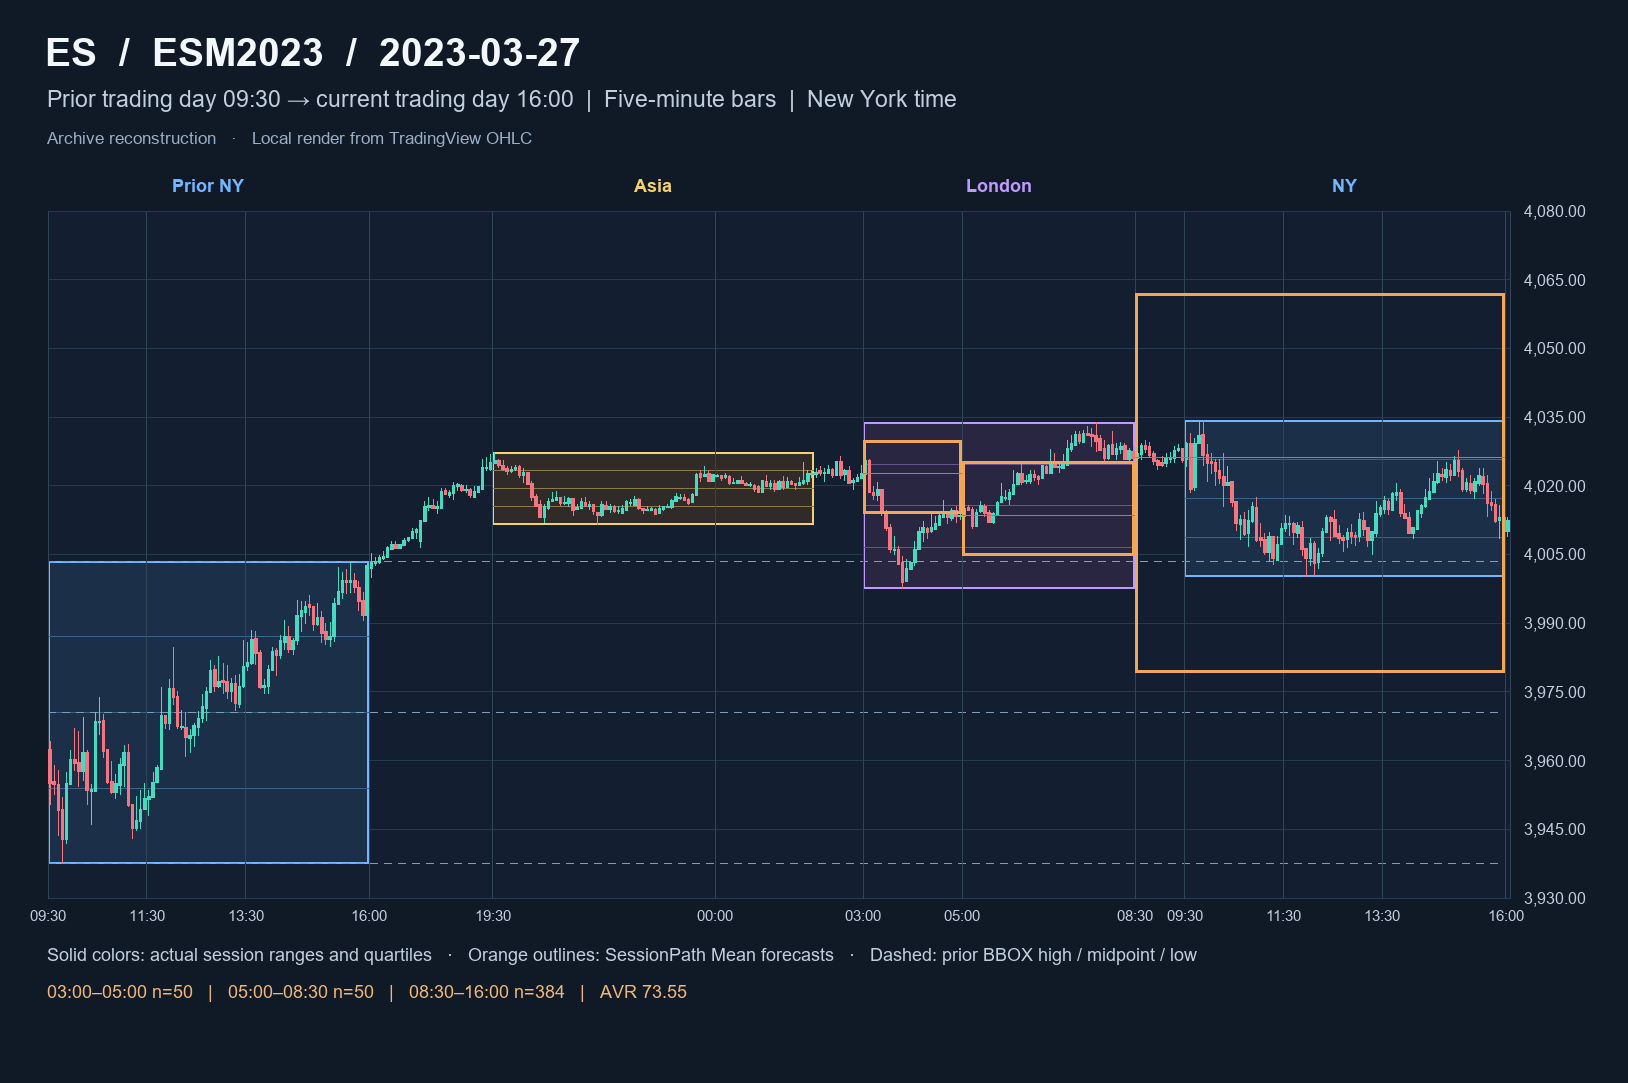 ES / ESM2023 / 2023-03-27
Prior trading day 09:30 → current trading day 16:00 | Five-minute bars | New York time
Archive reconstruction · Local render from TradingView OHLC
Prior NY Asia London NY
4,080.00
4,065.00
4,050.00
4,035.00
4,020.00
4,005.00
3,990.00
3,975.00
3,960.00
3,945.00
3,930.00
09:30 11:30 13:30 16:00 19:30 00:00 03:00 05:00 08:30 09:30 11:30 13:30 16:00
Solid colors: actual session ranges and quartiles · Orange outlines: SessionPath Mean forecasts · Dashed: prior BBOX high / midpoint / low
03:00–05:00 n=50 | 05:00–08:30 n=50 | 08:30–16:00 n=384 | AVR 73.55